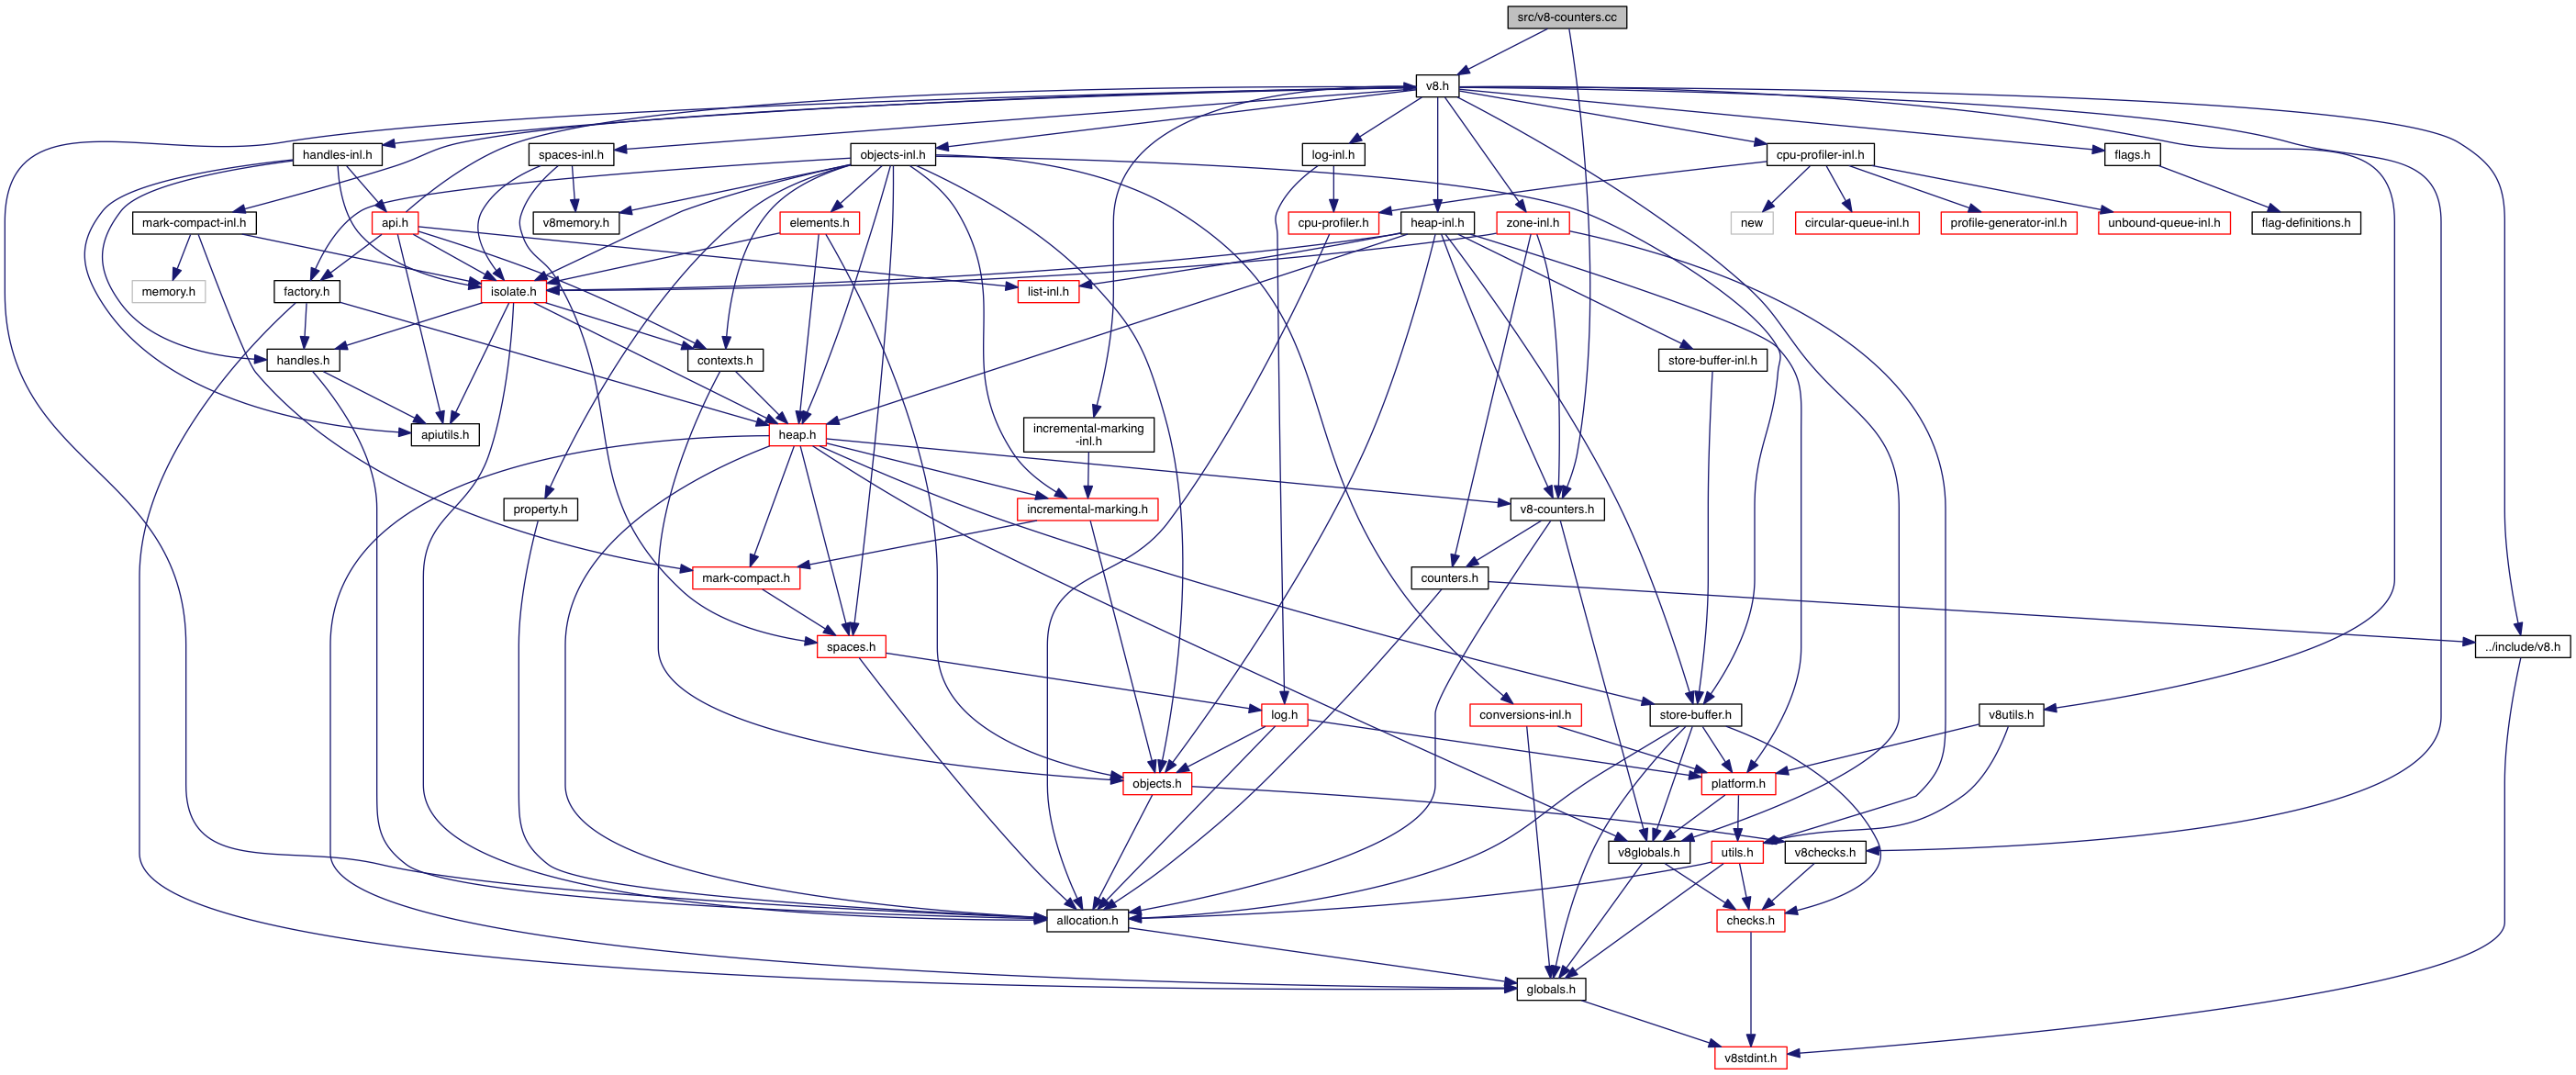 src/v8-counters.cc
v8.h
handles-inl.h
spaces-inl.h
objects-inl.h
log-inl.h
cpu-profiler-inl.h
flags.h
mark-compact-inl.h
api.h
v8memory.h
elements.h
cpu-profiler.h
heap-inl.h
zone-inl.h
new
circular-queue-inl.h
profile-generator-inl.h
unbound-queue-inl.h
flag-definitions.h
memory.h
factory.h
isolate.h
list-inl.h
handles.h
contexts.h
store-buffer-inl.h
apiutils.h
heap.h
incremental-marking
-inl.h
property.h
incremental-marking.h
v8-counters.h
mark-compact.h
counters.h
spaces.h
../include/v8.h
log.h
conversions-inl.h
store-buffer.h
v8utils.h
objects.h
platform.h
v8globals.h
utils.h
v8checks.h
allocation.h
checks.h
globals.h
v8stdint.h